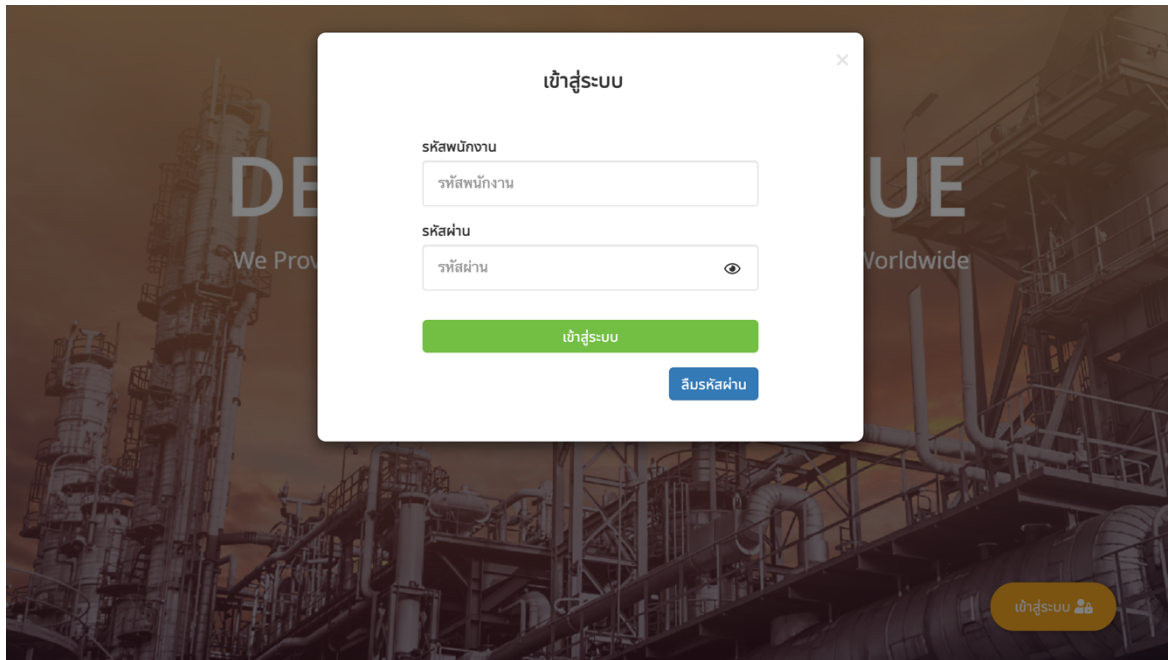 เข้าสู่ระบบ
×
รหัสพนักงาน
รหัสพนักงาน
DE UE
We Prov Worldwide
รหัสผ่าน
รหัสผ่าน
เข้าสู่ระบบ
ลืมรหัสผ่าน
เข้าสู่ระบบ